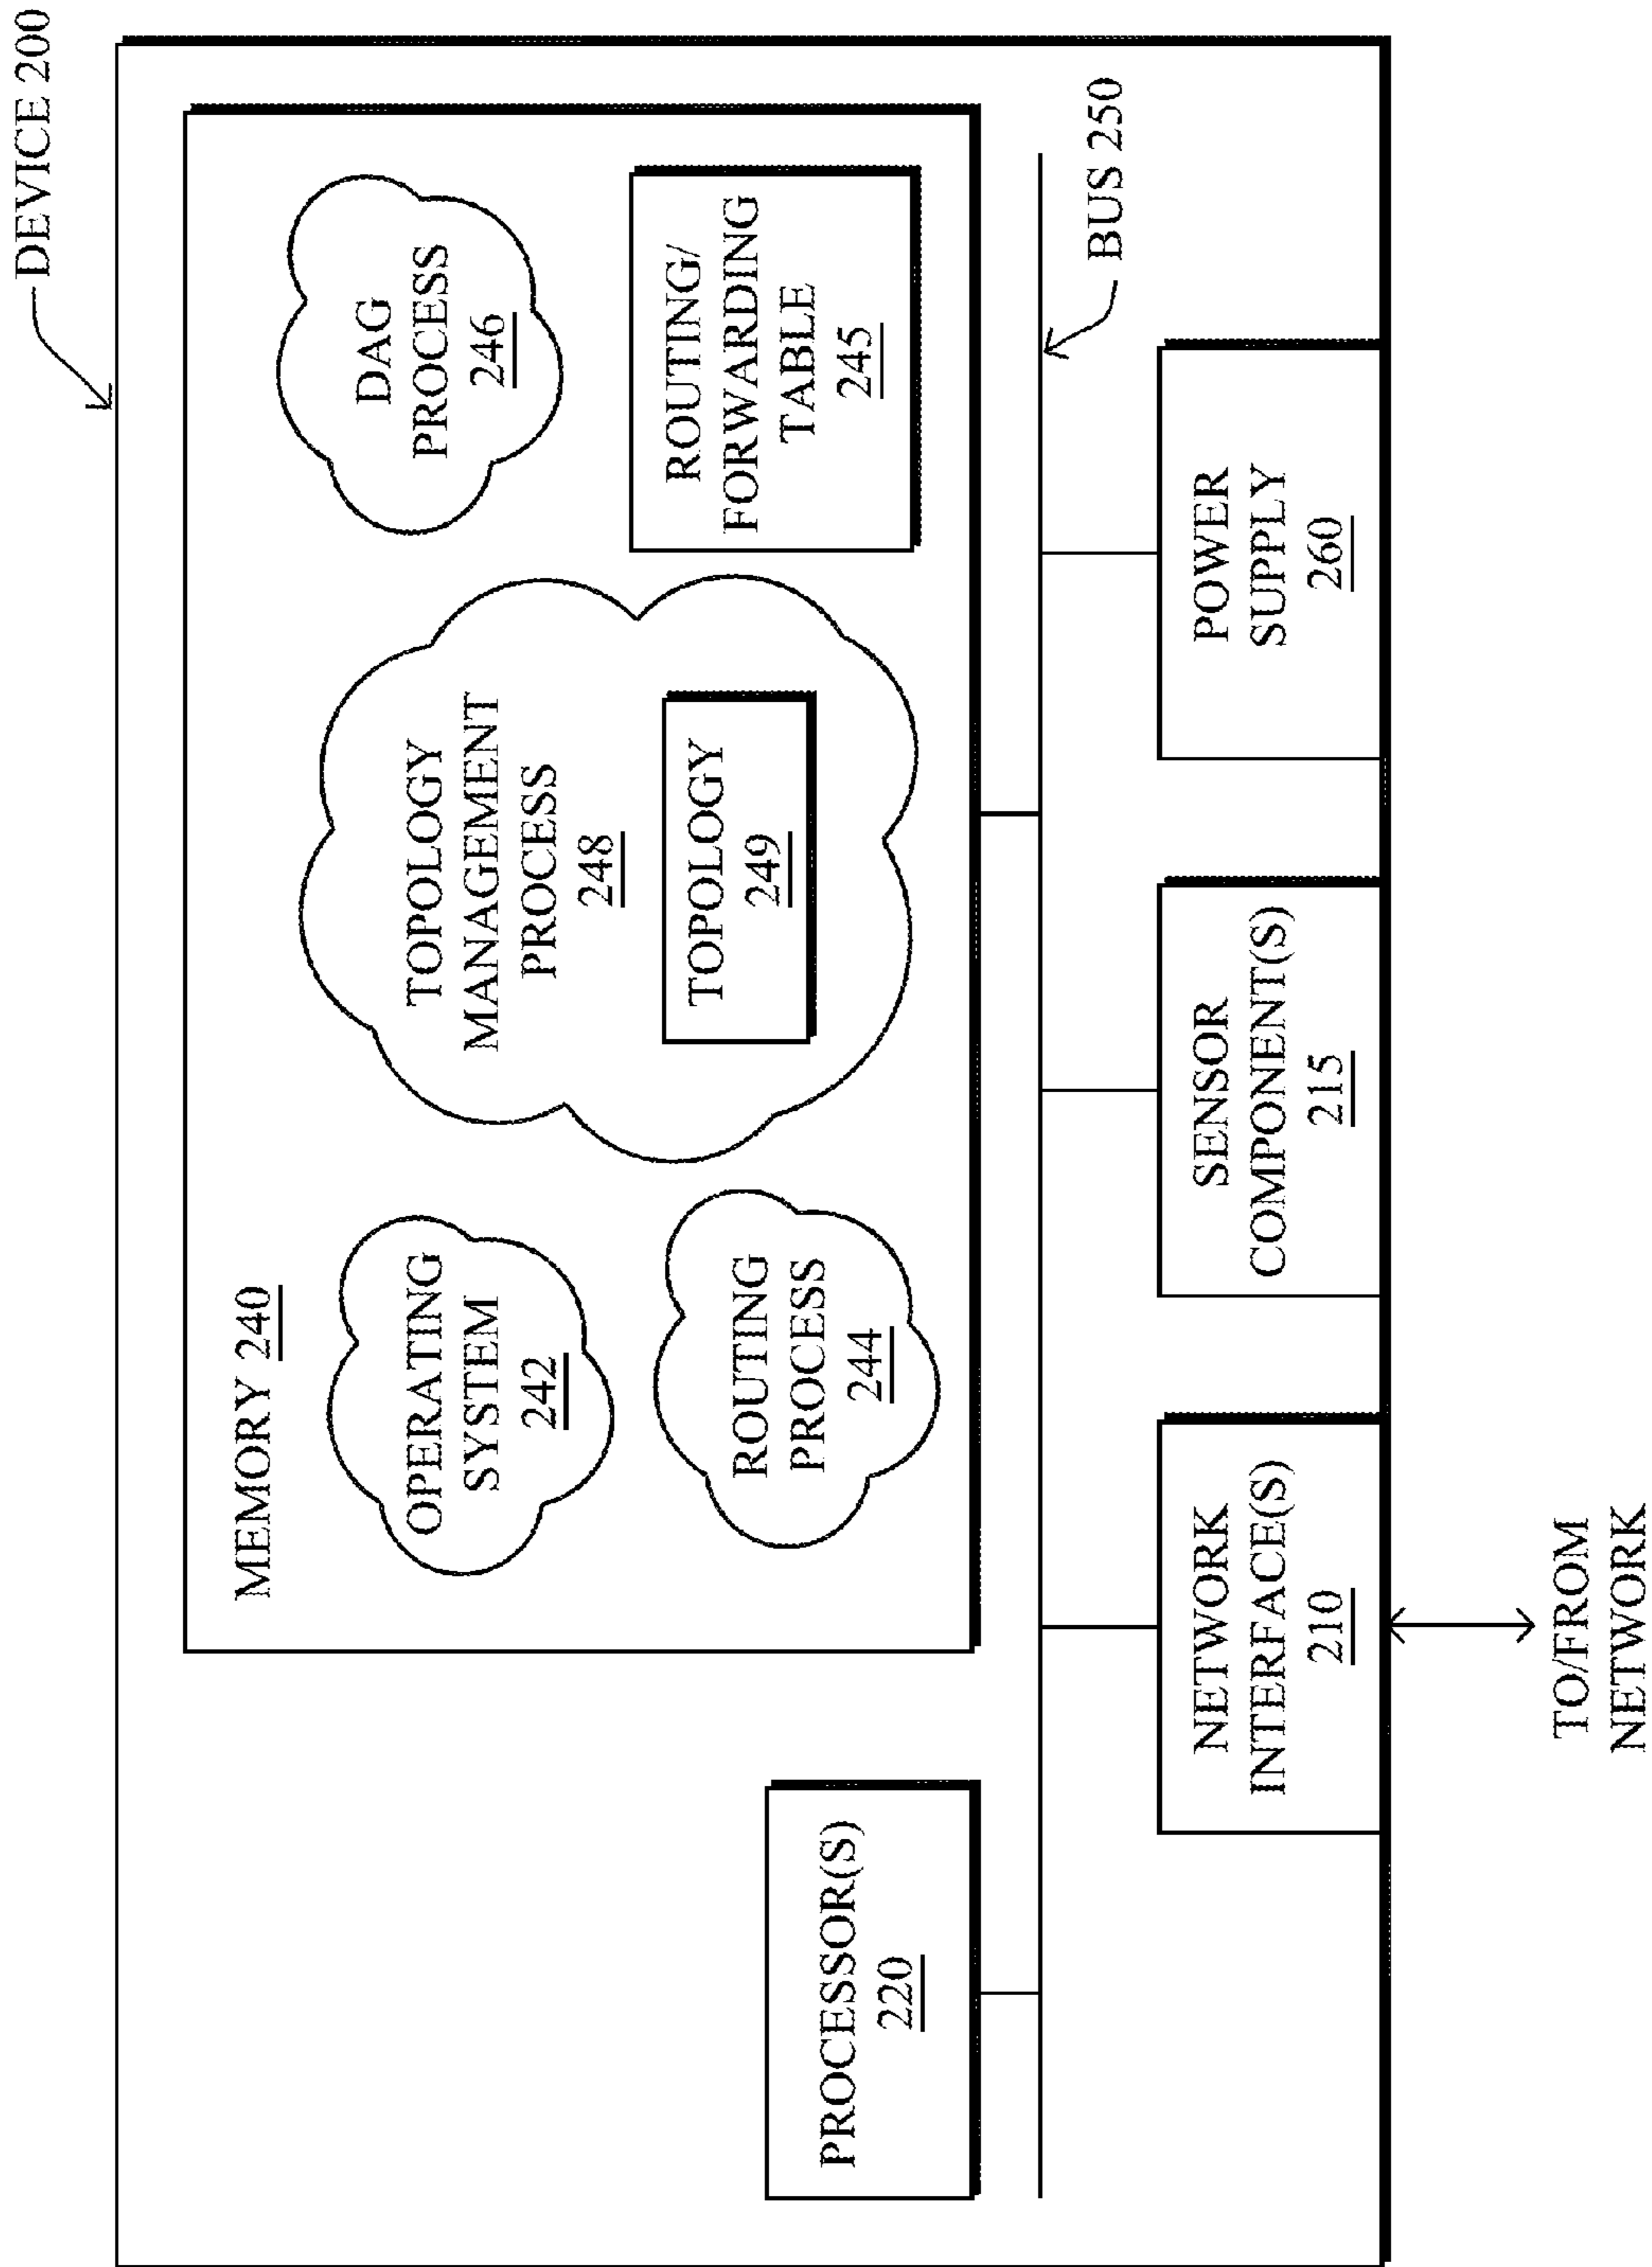 DEVICE 200
MEMORY 240
OPERATING
SYSTEM
242
ROUTING
PROCESS
244
TOPOLOGY
MANAGEMENT
PROCESS
248
TOPOLOGY
249
DAG
PROCESS
246
ROUTING/
FORWARDING
TABLE
245
PROCESSOR(S)
220
BUS 250
NETWORK
INTERFACE(S)
210
SENSOR
COMPONENT(S)
215
POWER
SUPPLY
260
TO/FROM
NETWORK